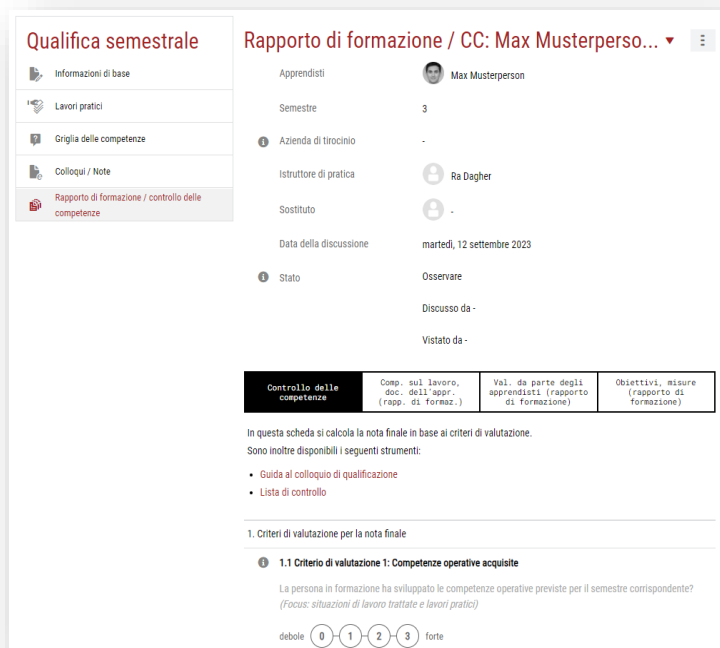 Qualifica semestrale
Informazioni di base
Lavori pratici
Griglia delle competenze
Colloqui / Note
Rapporto di formazione / controllo delle
competenze
Rapporto di formazione / CC: Max Musterperso...
Apprendisti Max Musterperson
Semestre 3
Azienda di tirocinio -
Istruttore di pratica Ra Dagher
Sostituto -
Data della discussione martedì, 12 settembre 2023
Stato Osservare
Discusso da -
Vistato da -
Controllo delle
competenze
Comp. sul lavoro,
doc. dell'appr.
(rapp. di formaz.)
Val. da parte degli
apprendisti (rapporto
di formazione)
Obiettivi, misure
(rapporto di
formazione)
In questa scheda si calcola la nota finale in base ai criteri di valutazione.
Sono inoltre disponibili i seguenti strumenti:
• Guida al colloquio di qualificazione
• Lista di controllo
1. Criteri di valutazione per la nota finale
1.1 Criterio di valutazione 1: Competenze operative acquisite
La persona in formazione ha sviluppato le competenze operative previste per il semestre corrispondente?
(Focus: situazioni di lavoro trattate e lavori pratici)
debole 0 1 2 3 forte